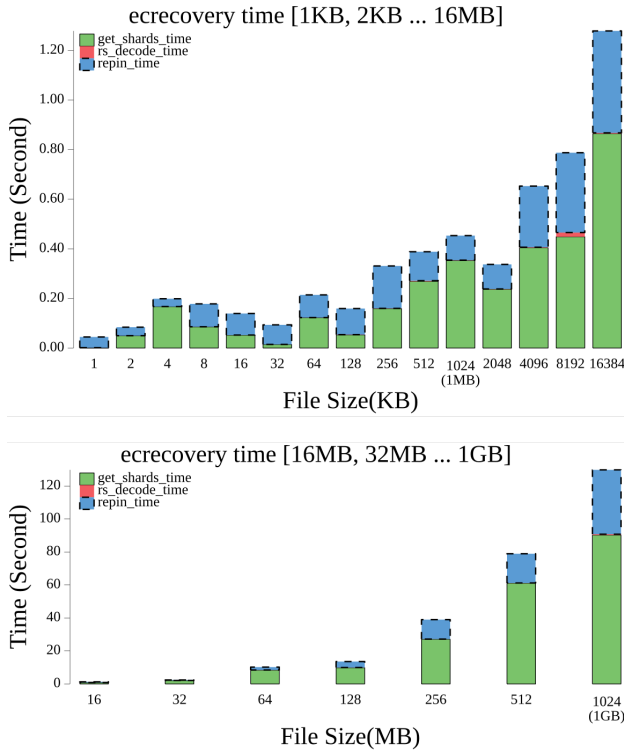 ecrecovery time [1KB, 2KB ... 16MB]
get_shards_time
rs_decode_time
repin_time
Time (Second)
1.20
1.00
0.80
0.60
0.40
0.20
0.00
1 2 4 8 16 32 64 128 256 512 1024 2048 4096 8192 16384
(1MB)
File Size(KB)
ecrecovery time [16MB, 32MB ... 1GB]
get_shards_time
rs_decode_time
repin_time
Time (Second)
120
100
80
60
40
20
0
16 32 64 128 256 512 1024
(1GB)
File Size(MB)